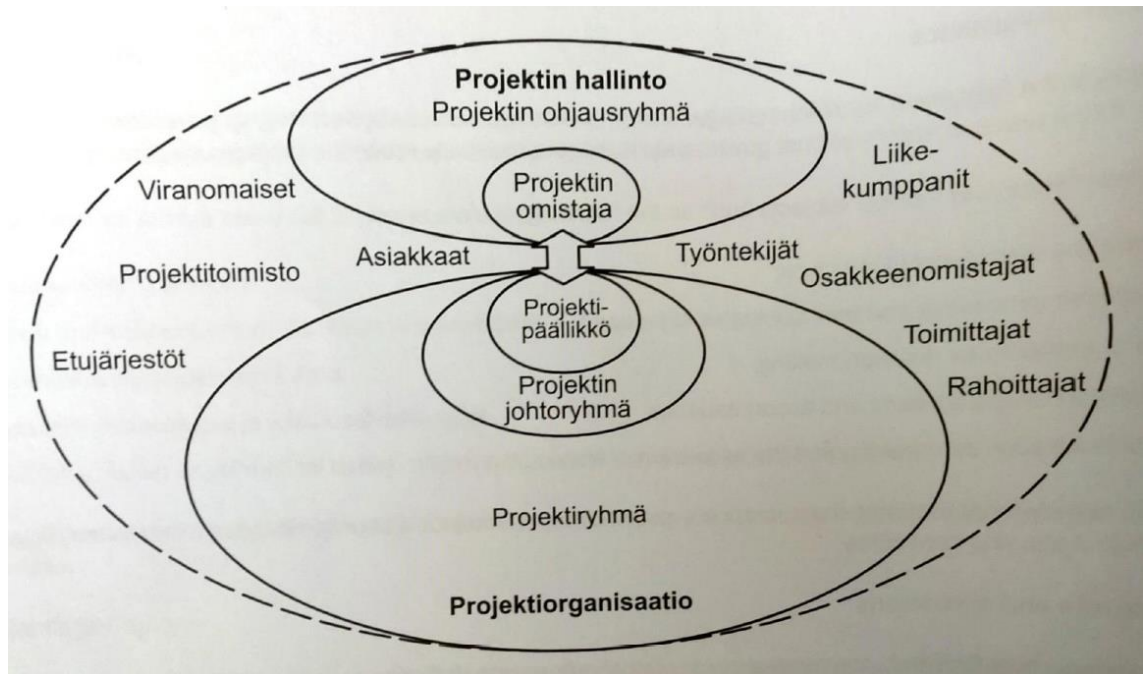 Projektin hallinto
Projektin ohjausryhmä
Projektin
omistaja
Viranomaiset
Liike-
kumppanit
Asiakkaat
Työntekijät
Projektitoimisto
Osakkeenomistajat
Projekti-
päällikkö
Toimittajat
Etujärjestöt
Projektin
johtoryhmä
Rahoittajat
Projektiryhmä
Projektiorganisaatio